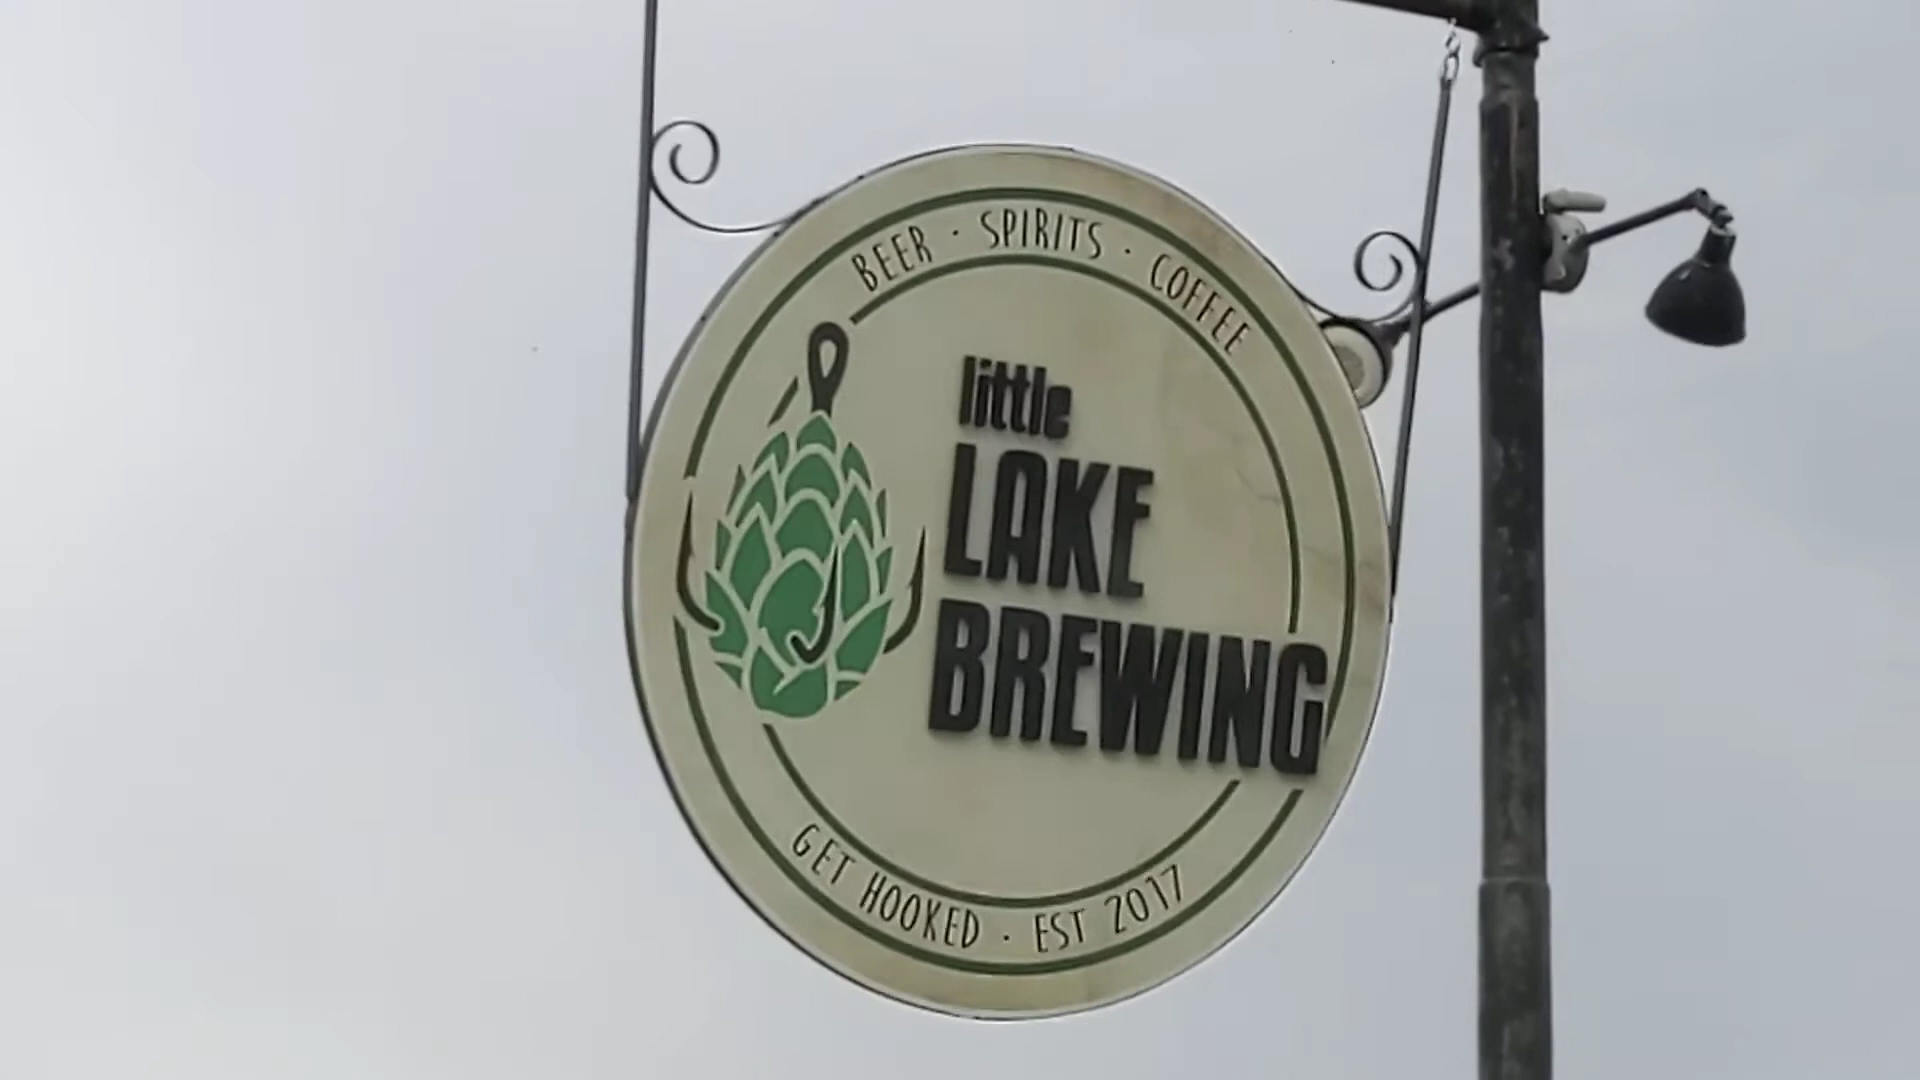 BEER · SPIRITS · COFFEE
little
LAKE
BREWING
GET HOOKED · EST 2017